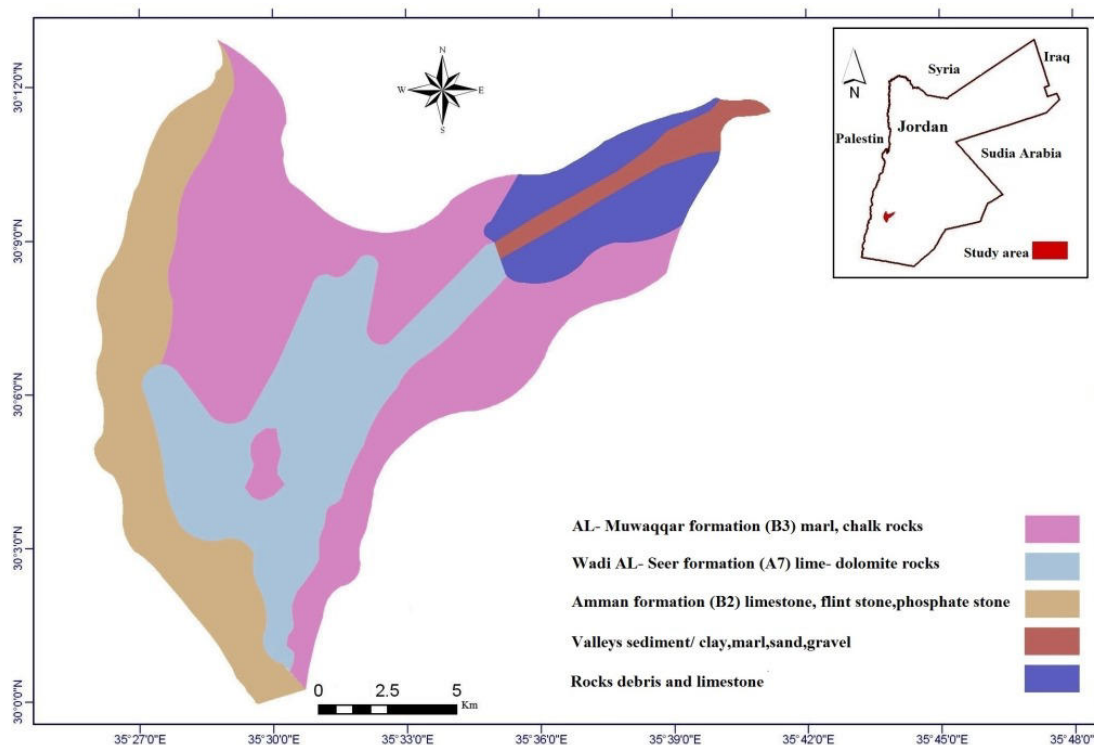 N
W E
S
N
Syria
Iraq
Palestin
Jordan
Sudia Arabia
Study area
30°12'0"N
30°9'0"N
30°6'0"N
30°3'0"N
30°0'0"N
AL- Muwaqqar formation (B3) marl, chalk rocks
Wadi AL- Seer formation (A7) lime- dolomite rocks
Amman formation (B2) limestone, flint stone,phosphate stone
Valleys sediment/ clay,marl,sand,gravel
Rocks debris and limestone
0 2.5 5
Km
35°27'0"E 35°30'0"E 35°33'0"E 35°36'0"E 35°39'0"E 35°42'0"E 35°45'0"E 35°48'0"E